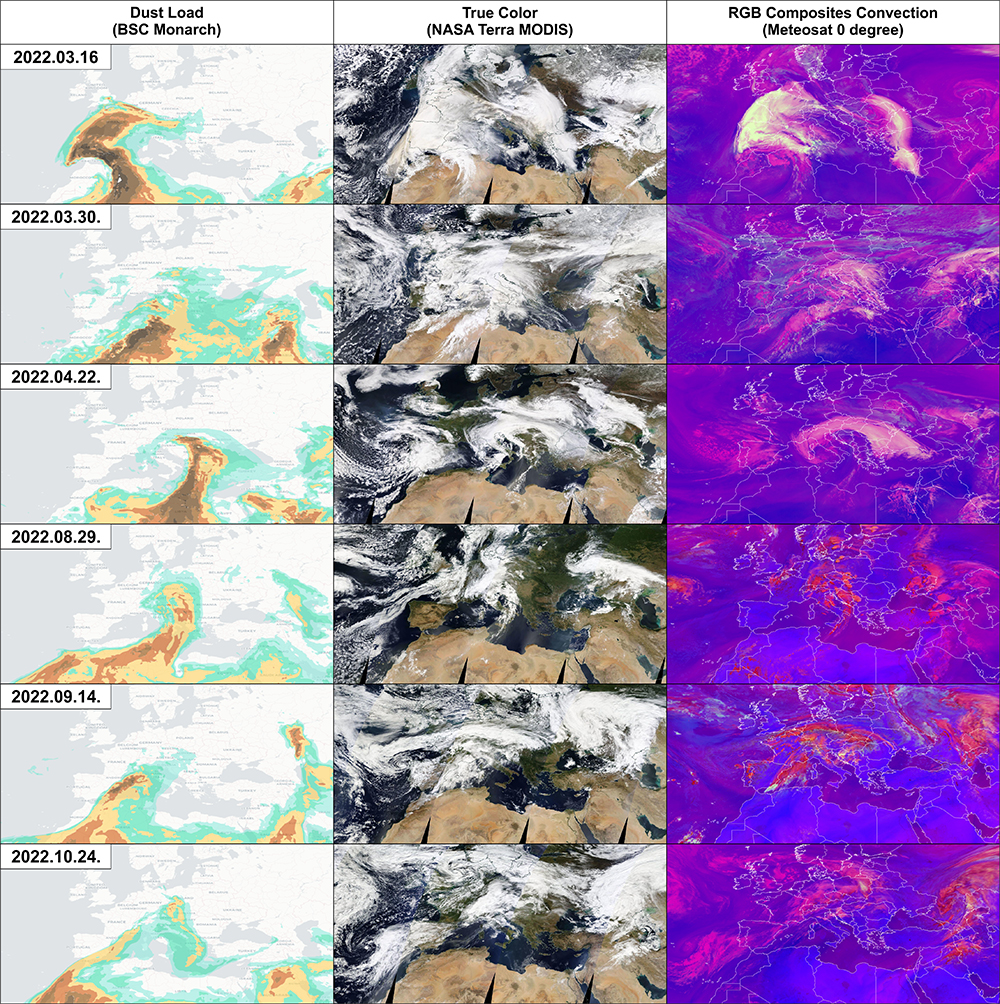 Dust Load
(BSC Monarch)
True Color
(NASA Terra MODIS)
RGB Composites Convection
(Meteosat 0 degree)
2022.03.16
2022.03.30.
2022.04.22.
2022.08.29.
2022.09.14.
2022.10.24.